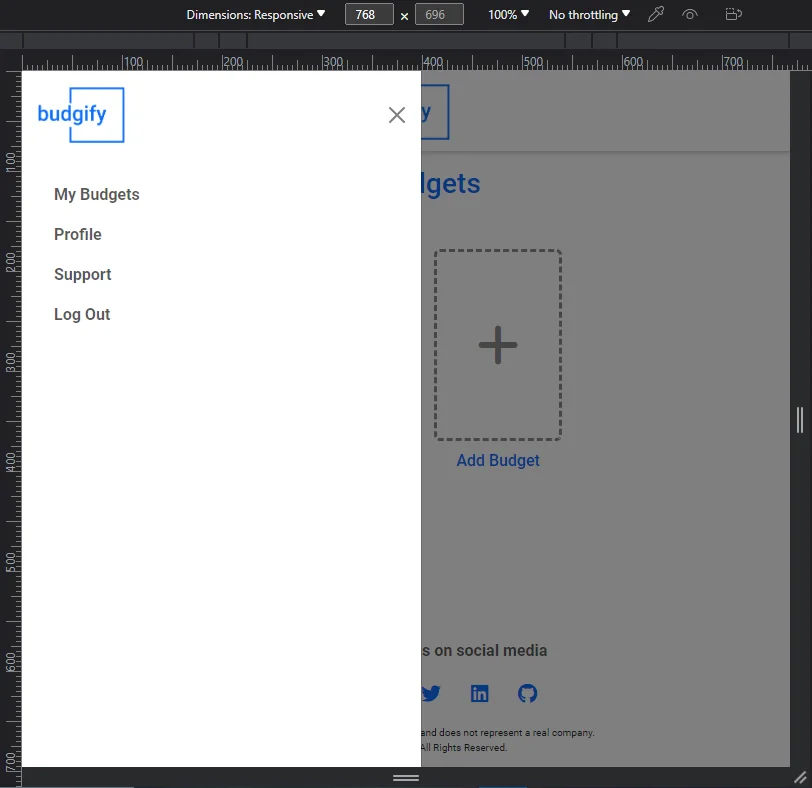 Dimensions: Responsive 768 × 696 100% No throttling
100 200 300 400 500 600 700
budgify y
My Budgets
Profile
Support
Log Out
dgets
Add Budget
s on social media
and does not represent a real company.
All Rights Reserved.
100
200
300
400
500
600
700